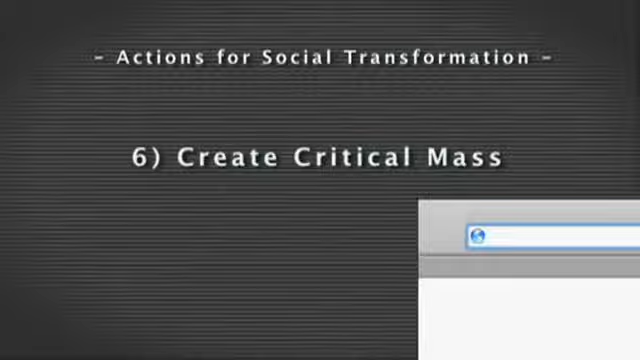 - Actions for Social Transformation -
6) Create Critical Mass